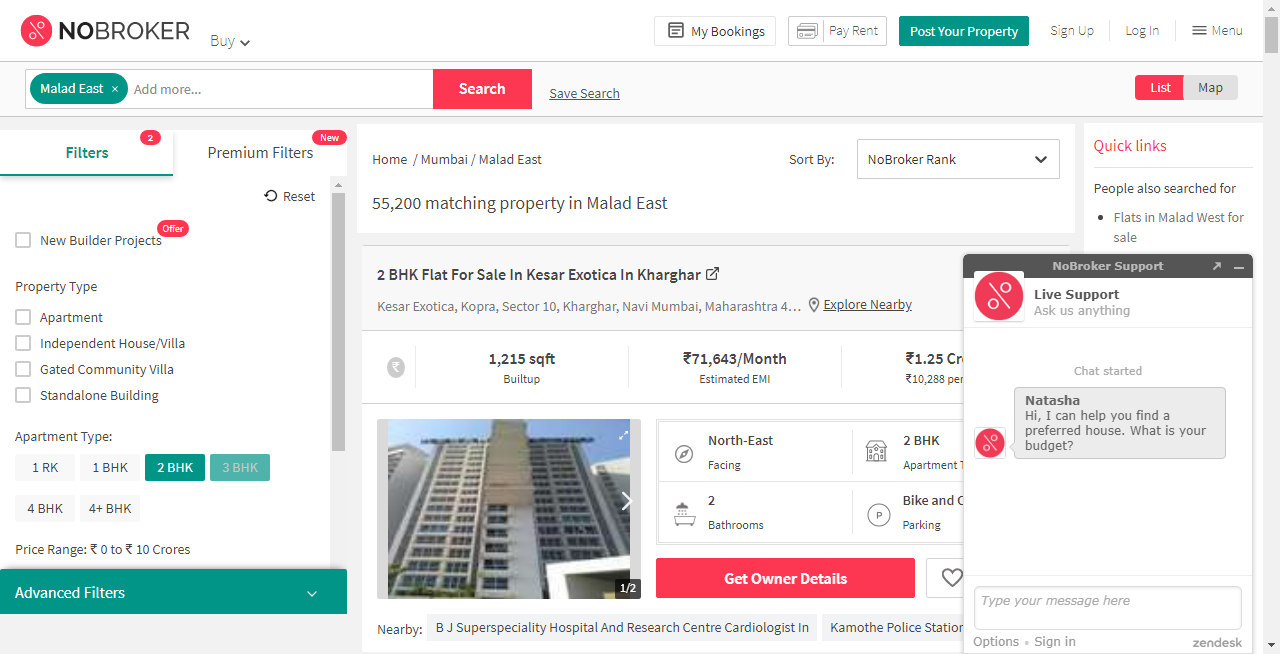 NOBROKER
Buy
My Bookings
Pay Rent
Post Your Property
Sign Up
Log In
Menu
Malad East ×
Add more...
Search
Save Search
List
Map
Filters
2
Premium Filters
New
Reset
New Builder Projects
Offer
Property Type
Apartment
Independent House/Villa
Gated Community Villa
Standalone Building
Apartment Type:
1 RK
1 BHK
2 BHK
3 BHK
4 BHK
4+ BHK
Price Range: ₹ 0 to ₹ 10 Crores
Advanced Filters
Home / Mumbai / Malad East
Sort By:
NoBroker Rank
55,200 matching property in Malad East
2 BHK Flat For Sale In Kesar Exotica In Kharghar
Kesar Exotica, Kopra, Sector 10, Kharghar, Navi Mumbai, Maharashtra 4...
Explore Nearby
₹
1,215 sqft
Builtup
₹71,643/Month
Estimated EMI
₹1.25 Cr
₹10,288 per
1/2
North-East
Facing
2 BHK
Apartment T
2
Bathrooms
P
Bike and C
Parking
Get Owner Details
Nearby:
B J Superspeciality Hospital And Research Centre Cardiologist In
Kamothe Police Station
Quick links
People also searched for
Flats in Malad West for
sale
NoBroker Support
Live Support
Ask us anything
Chat started
Natasha
Hi, I can help you find a
preferred house. What is your
budget?
Type your message here
Options • Sign in
zendesk